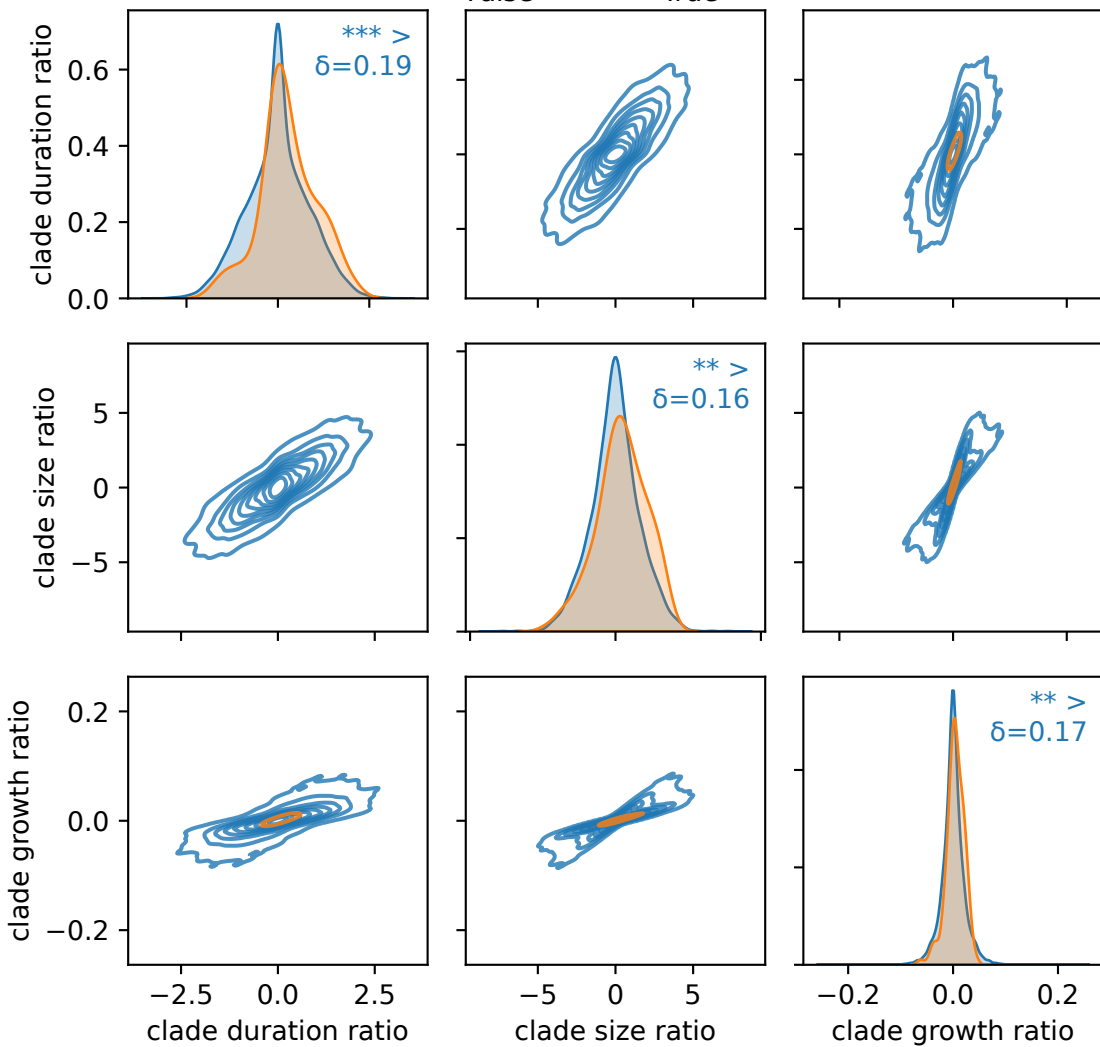 clade duration ratio
0.6
0.4
0.2
0.0
*** >
δ=0.19
clade size ratio
5
0
−5
** >
δ=0.16
clade growth ratio
0.2
0.0
−0.2
** >
δ=0.17
−2.5 0.0 2.5
−5 0 5
−0.2 0.0 0.2
clade duration ratio
clade size ratio
clade growth ratio